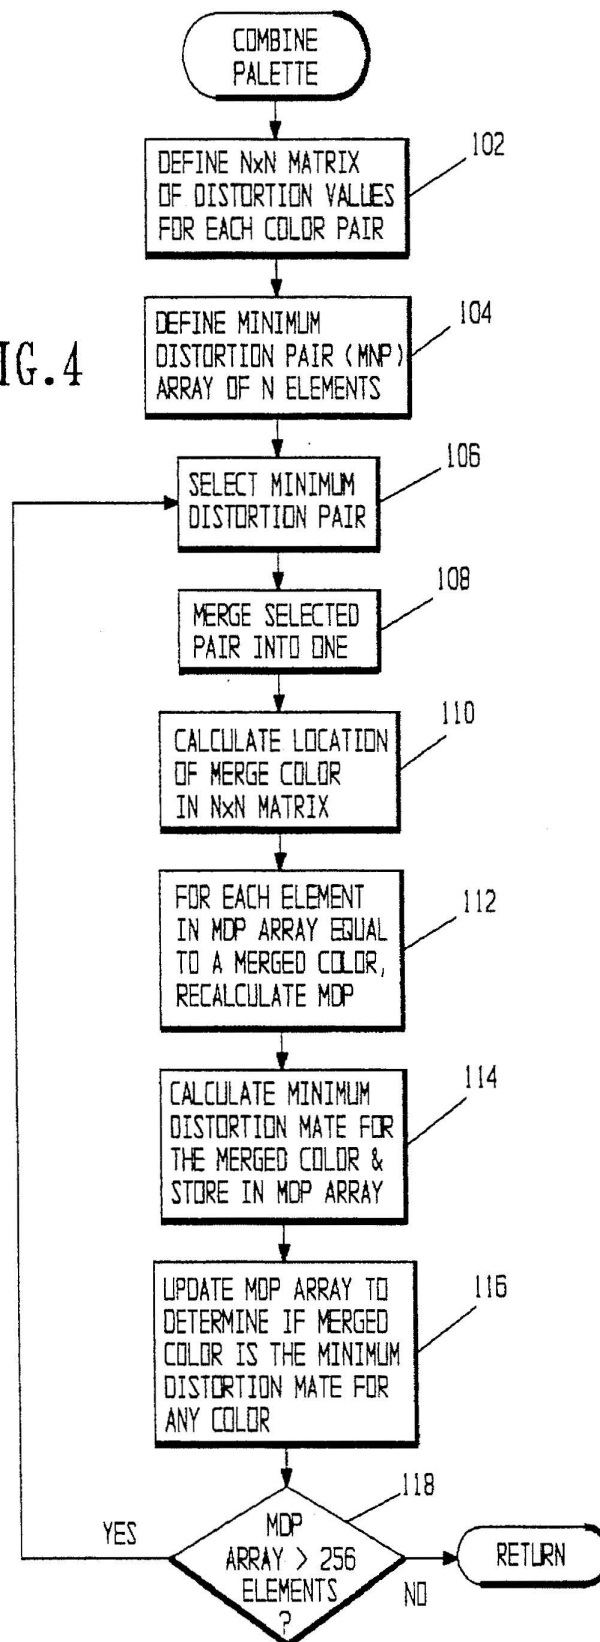 COMBINE
PALETTE
102
DEFINE NxN MATRIX
OF DISTORTION VALUES
FOR EACH COLOR PAIR
104
DEFINE MINIMUM
DISTORTION PAIR (MNP)
ARRAY OF N ELEMENTS
IG.4
106
SELECT MINIMUM
DISTORTION PAIR
108
MERGE SELECTED
PAIR INTO ONE
110
CALCULATE LOCATION
OF MERGE COLOR
IN NxN MATRIX
112
FOR EACH ELEMENT
IN MDP ARRAY EQUAL
TO A MERGED COLOR,
RECALCULATE MDP
114
CALCULATE MINIMUM
DISTORTION MATE FOR
THE MERGED COLOR &
STORE IN MDP ARRAY
116
UPDATE MDP ARRAY TO
DETERMINE IF MERGED
COLOR IS THE MINIMUM
DISTORTION MATE FOR
ANY COLOR
118
YES
MDP
ARRAY > 256
ELEMENTS
?
NO
RETURN